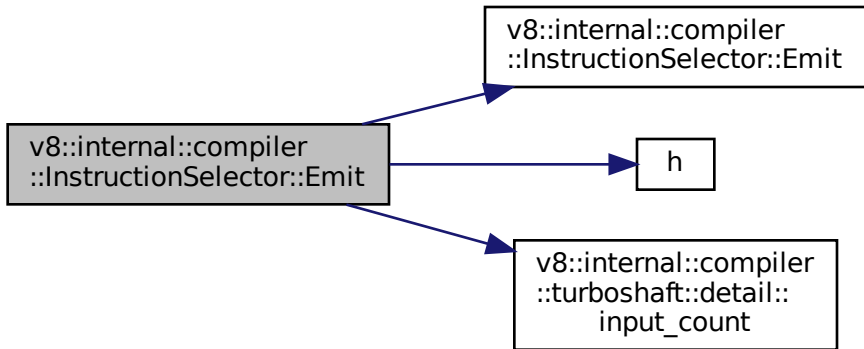 v8::internal::compiler
::InstructionSelector::Emit
v8::internal::compiler
::InstructionSelector::Emit
h
v8::internal::compiler
::turboshaft::detail::
input_count